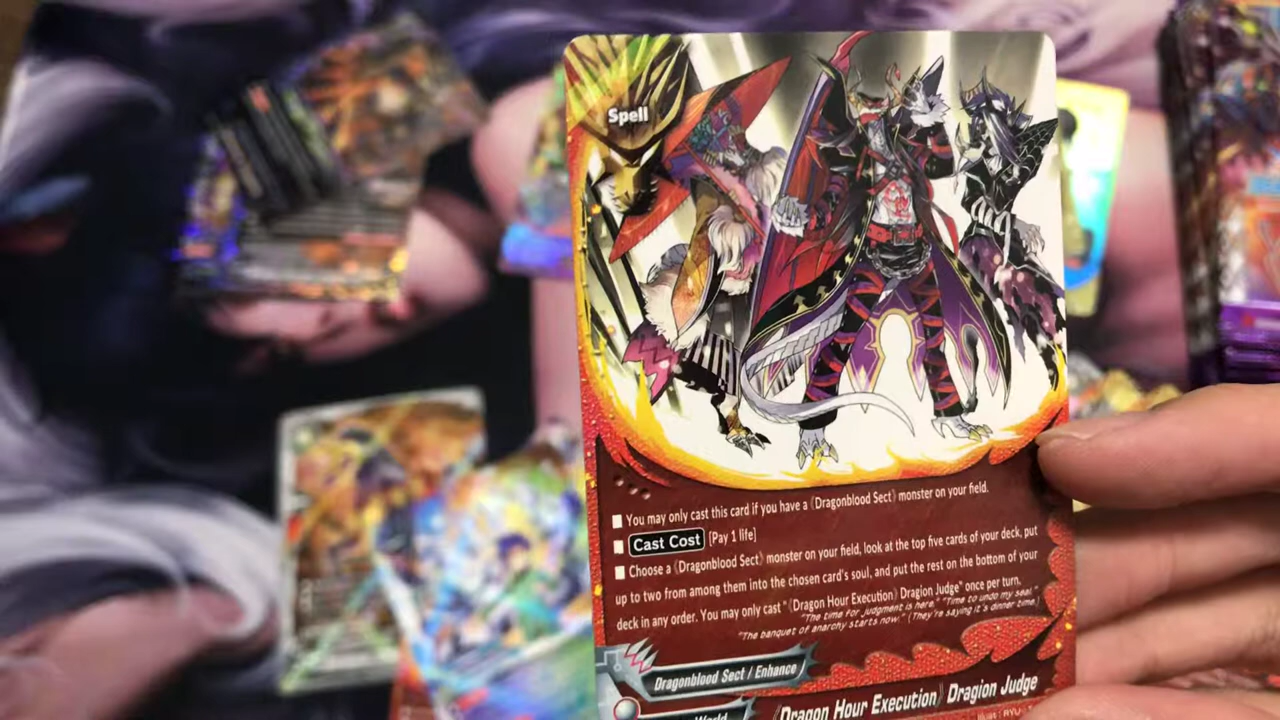 Spell
■ You may only cast this card if you have a《Dragonblood Sect》monster on your field.
■ Cast Cost [Pay 1 life]
■ Choose a《Dragonblood Sect》monster on your field, look at the top five cards of your deck, put
up to two from among them into the chosen card's soul, and put the rest on the bottom of your
deck in any order. You may only cast "《Dragon Hour Execution》Dragion Judge" once per turn.
"The time for judgment is here." "Time to undo my seal."
"The banquet of anarchy starts now." (They're saying it's dinner time)
Dragonblood Sect / Enhance
World
《Dragon Hour Execution》Dragion Judge